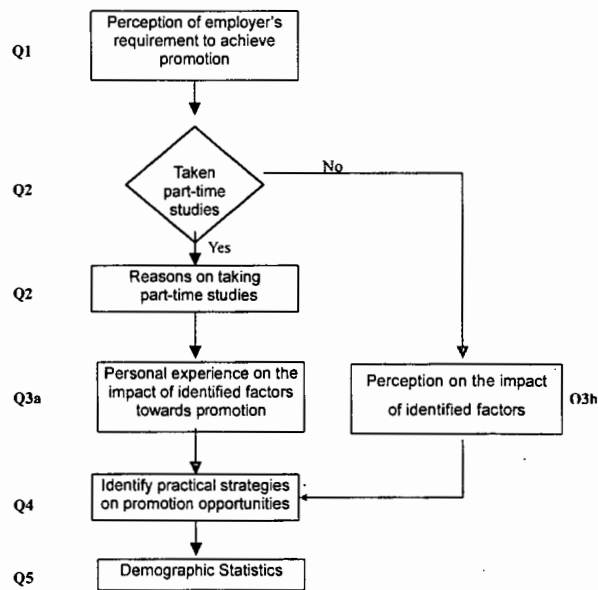 Q1
Perception of employer's
requirement to achieve
promotion
Q2
Taken
part-time
studies
No
Yes
Q2
Reasons on taking
part-time studies
Q3a
Personal experience on the
impact of identified factors
towards promotion
Perception on the impact
of identified factors
Q3b
Q4
Identify practical strategies
on promotion opportunities
Q5
Demographic Statistics